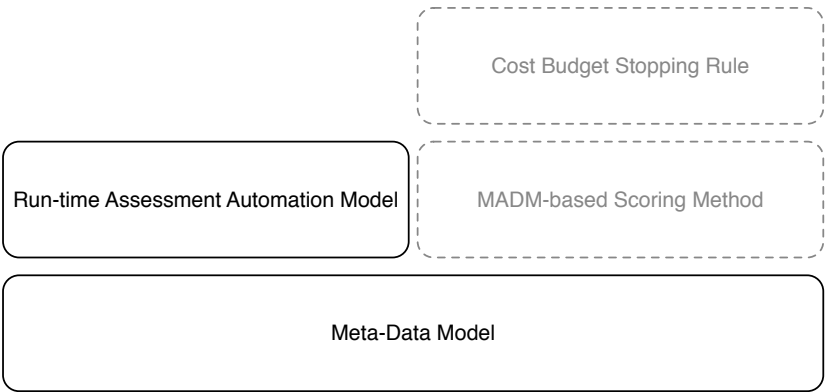 Cost Budget Stopping Rule
Run-time Assessment Automation Model
MADM-based Scoring Method
Meta-Data Model